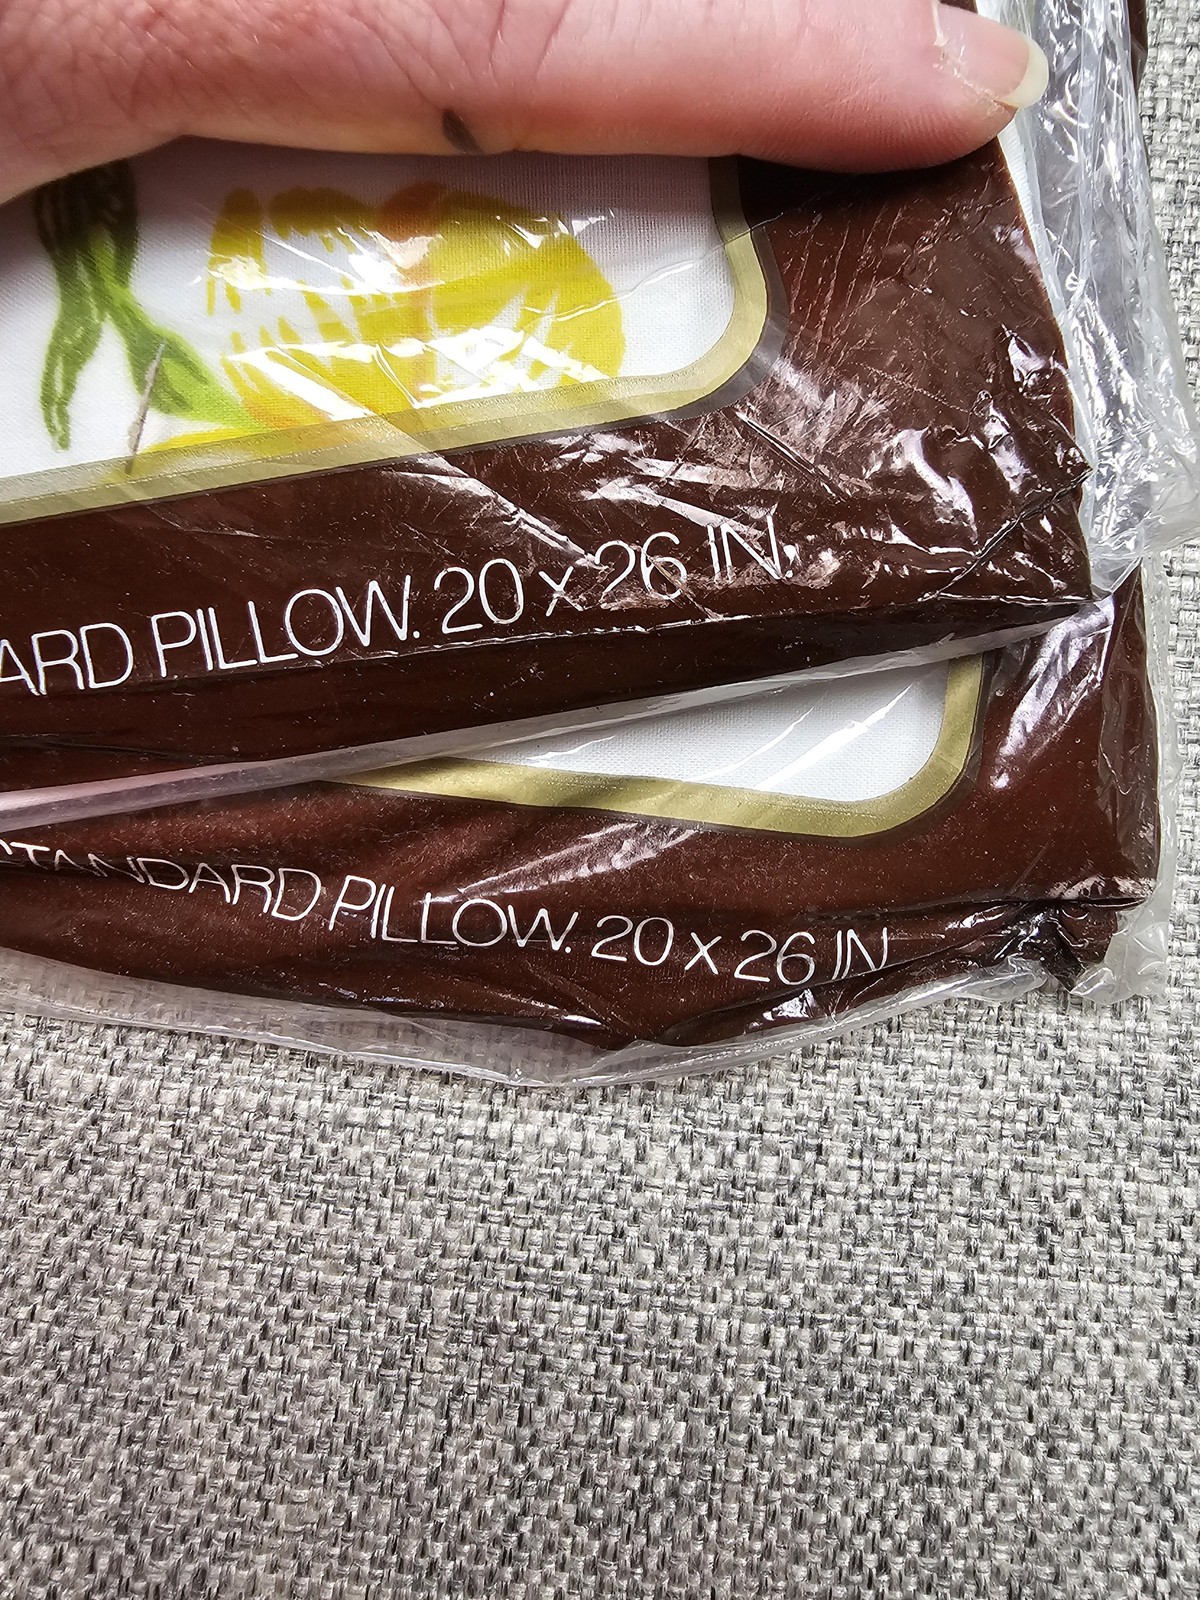 ARD PILLOW. 20 x 26 IN.
STANDARD PILLOW. 20 x 26 IN